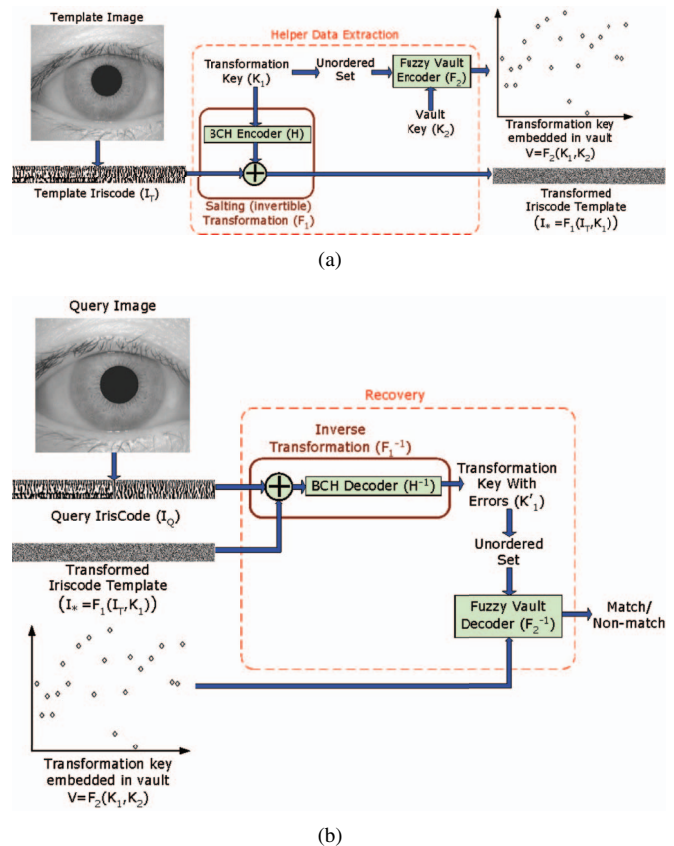 Template Image
Helper Data Extraction
Transformation
Key (K₁)
Unordered
Set
Fuzzy Vault
Encoder (F₂)
Vault
Key (K₂)
BCH Encoder (H)
Template Iriscode (I_T)
Salting (invertible)
Transformation (F₁)
Transformation key
embedded in vault
V=F₂(K₁,K₂)
Transformed
Iriscode Template
(I* =F₁(I_T,K₁))
(a)
Query Image
Recovery
Inverse
Transformation (F₁⁻¹)
BCH Decoder (H⁻¹)
Transformation
Key With
Errors (K'₁)
Query IrisCode (I_Q)
Unordered
Set
Transformed
Iriscode Template
(I* =F₁(I_T,K₁))
Fuzzy Vault
Decoder (F₂⁻¹)
Match/
Non-match
Transformation key
embedded in vault
V=F₂(K₁,K₂)
(b)